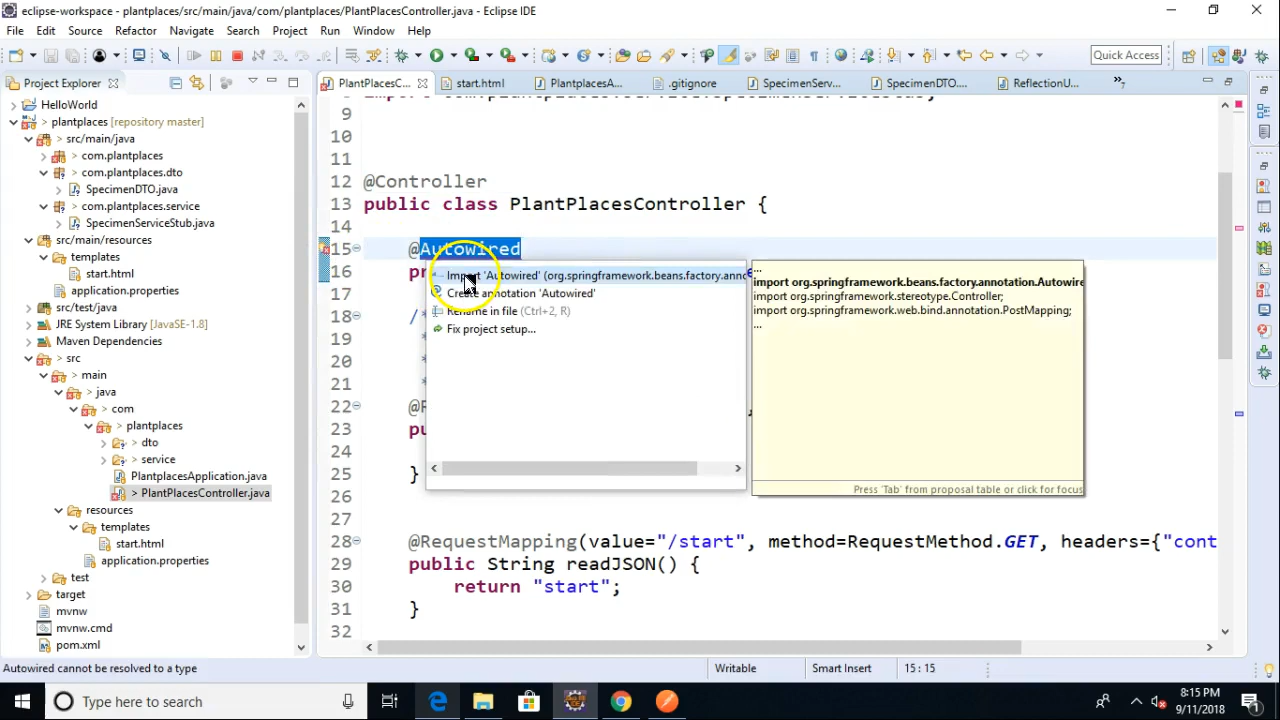 eclipse-workspace - plantplaces/src/main/java/com/plantplaces/PlantPlacesController.java - Eclipse IDE
File Edit Source Refactor Navigate Search Project Run Window Help
Quick Access
Project Explorer
PlantPlacesC... start.html PlantplacesA... .gitignore SpecimenServ... SpecimenDTO.... ReflectionU...
HelloWorld
> plantplaces [repository master]
> src/main/java
> com.plantplaces
> com.plantplaces.dto
> SpecimenDTO.java
> com.plantplaces.service
> SpecimenServiceStub.java
src/main/resources
templates
start.html
application.properties
src/test/java
JRE System Library [JavaSE-1.8]
Maven Dependencies
> src
> main
> java
> com
> plantplaces
> dto
> service
PlantplacesApplication.java
> PlantPlacesController.java
resources
templates
start.html
application.properties
test
target
mvnw
mvnw.cmd
pom.xml
9
10
11
12 @Controller
13 public class PlantPlacesController {
14
15 @Autowired
16
17
18
19
20
21
22
23
24
25 }
26
27
28 @RequestMapping(value="/start", method=RequestMethod.GET, headers={"cont
29 public String readJSON() {
30 return "start";
31 }
32
Import 'Autowired' (org.springframework.beans.factory.anno
Create annotation 'Autowired'
Rename in file (Ctrl+2, R)
Fix project setup...
...
import org.springframework.beans.factory.annotation.Autowire
import org.springframework.stereotype.Controller;
import org.springframework.web.bind.annotation.PostMapping;
...
Press 'Tab' from proposal table or click for focus
Autowired cannot be resolved to a type
Writable
Smart Insert
15 : 15
Type here to search
8:15 PM
9/11/2018